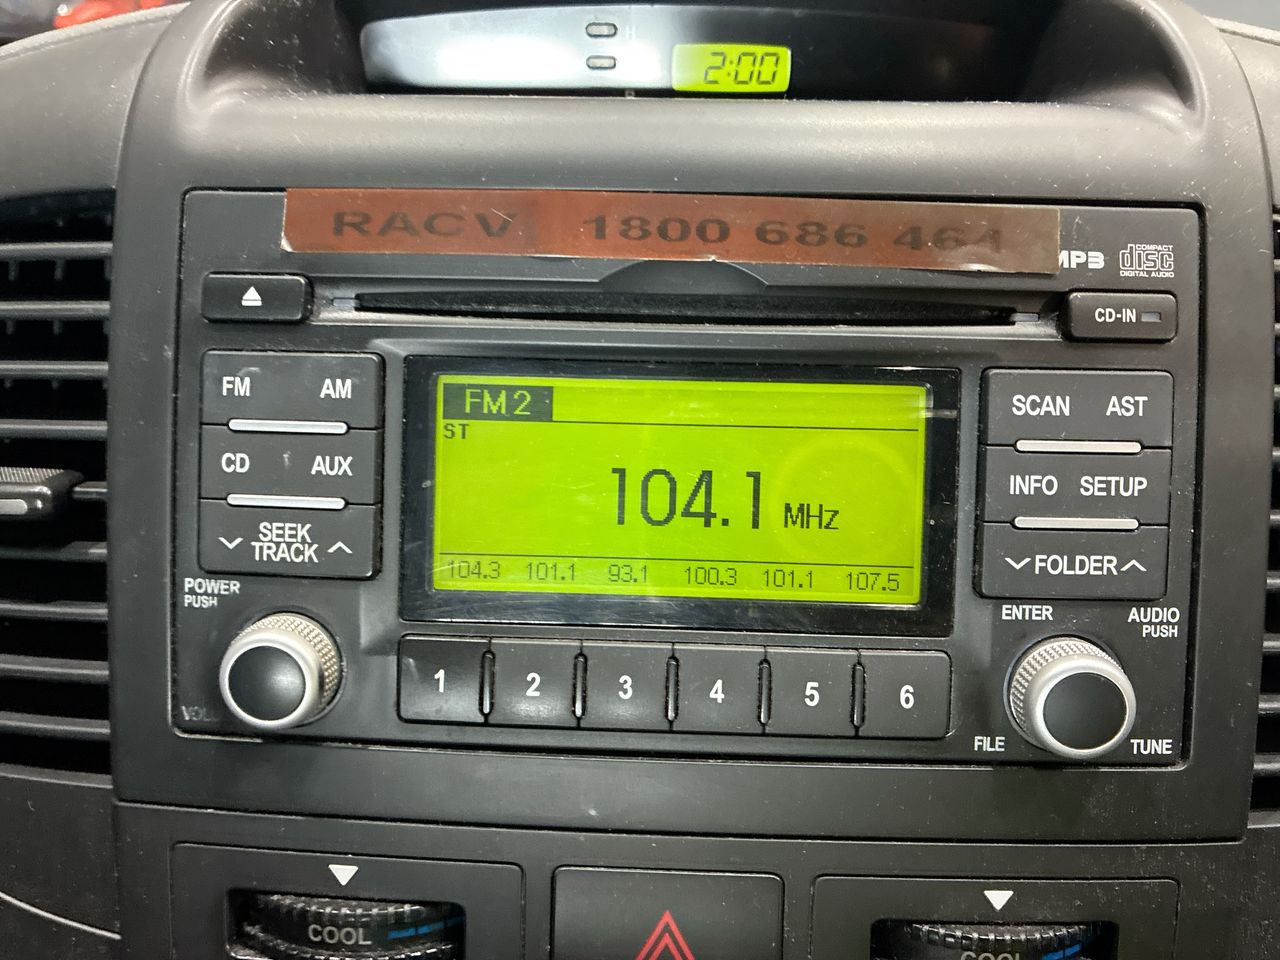 H
2:00
R
RACV 1800 686 464
MP3
COMPACT
disc
DIGITAL AUDIO
CD-IN
FM AM
CD AUX
SEEK
TRACK
POWER
PUSH
VOL
FM2
ST
104.1 MHz
104.3 101.1 93.1 100.3 101.1 107.5
SCAN AST
INFO SETUP
FOLDER
ENTER
AUDIO
PUSH
1 2 3 4 5 6
FILE TUNE
COOL
COOL